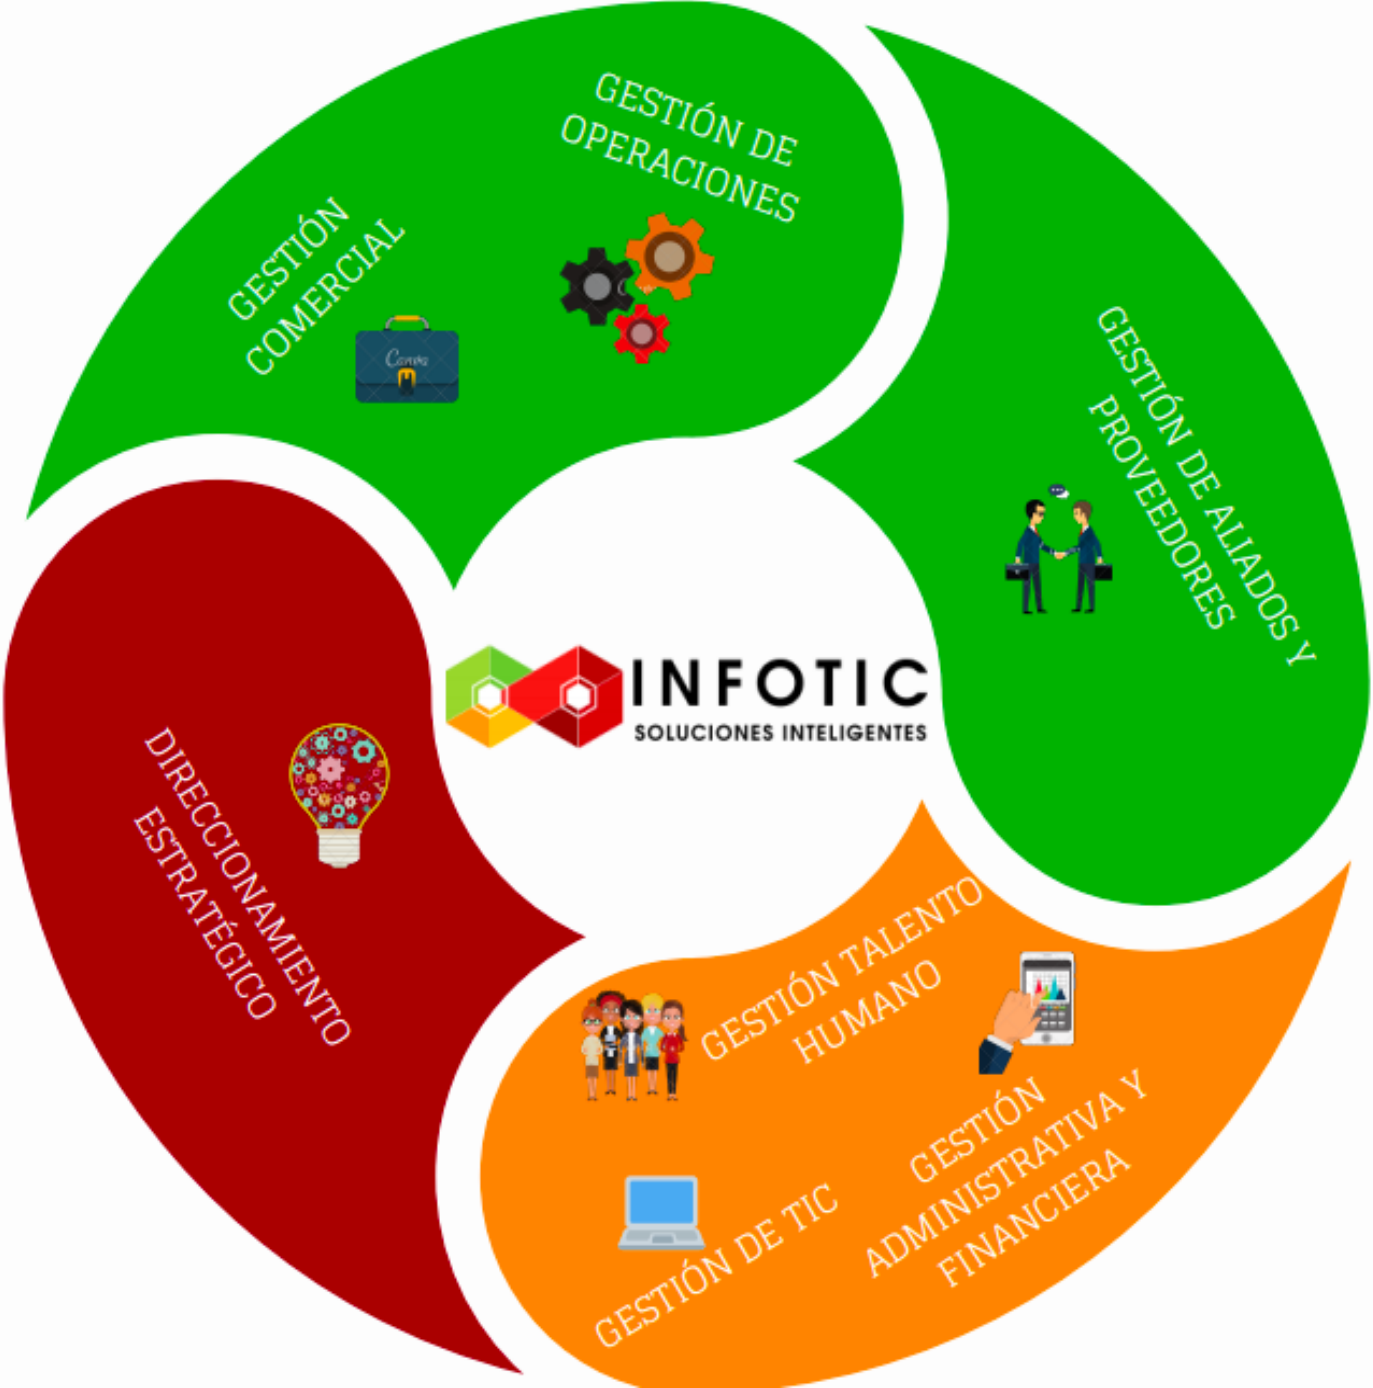 GESTIÓN DE
OPERACIONES
GESTIÓN
COMERCIAL
Canva
GESTIÓN DE ALIADOS Y
PROVEEDORES
INFOTIC
SOLUCIONES INTELIGENTES
DIRECCIONAMIENTO
ESTRATÉGICO
GESTIÓN TALENTO
HUMANO
GESTIÓN
ADMINISTRATIVA Y
FINANCIERA
GESTIÓN DE TIC